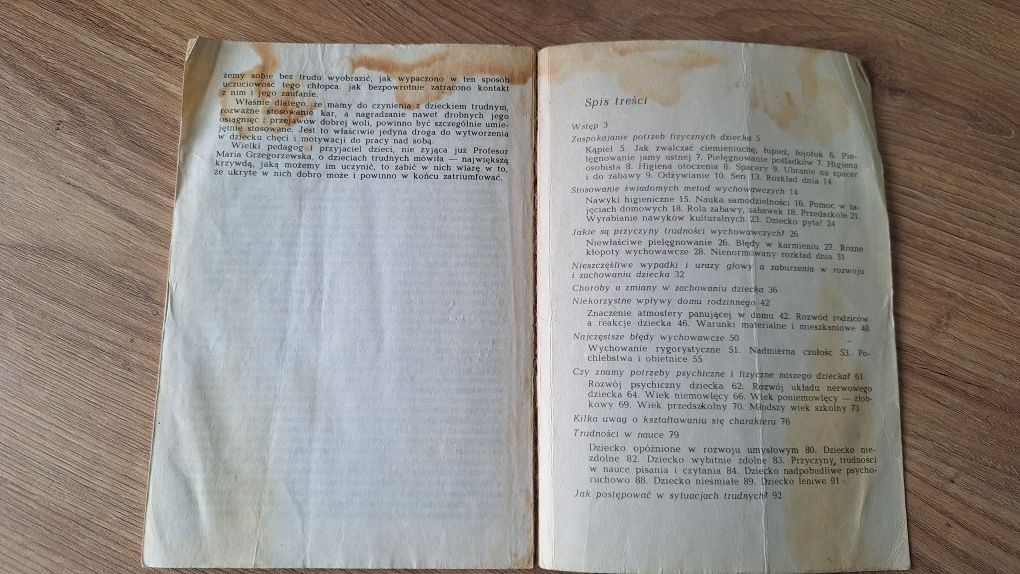 żemy sobie bez trudu wyobrazić, jak wypaczono w ten sposób
uczuciowość tego chłopca, jak bezpowrotnie zatracono kontakt
z nim i jego zaufanie.
Właśnie dlatego, że mamy do czynienia z dzieckiem trudnym,
rozważne stosowanie kar, a nagradzanie nawet drobnych jego
osiągnięć i przejawów dobrej woli, powinno być szczególnie umie-
jętnie stosowane. Jest to właściwie jedyna droga do wytworzenia
w dziecku chęci i motywacji do pracy nad sobą.
Wielki pedagog i przyjaciel dzieci, nie żyjąca już Profesor
Maria Grzegorzewska, o dzieciach trudnych mówiła — największą
krzywdą, jaką możemy im uczynić, to zabić w nich wiarę w to,
że ukryte w nich dobro może i powinno w końcu zatriumfować.
Spis treści
Wstęp 3
Zaspokajanie potrzeb fizycznych dziecka 5
Kąpiel 5. Jak zwalczać ciemieniuchę, łupież, łojotok 6. Pie-
lęgnowanie jamy ustnej 7. Pielęgnowanie pośladków 7. Higiena
osobista 8. Higiena otoczenia 8. Spacery 9. Ubranie na spacer
i do zabawy 9. Odżywianie 10. Sen 13. Rozkład dnia 14
Stosowanie świadomych metod wychowawczych 14
Nawyki higieniczne 15. Nauka samodzielności 16. Pomoc w za-
jęciach domowych 18. Rola zabawy, zabawek 18. Przedszkole 21.
Wyrabianie nawyków kulturalnych 23. Dziecko pyta! 24
Jakie są przyczyny trudności wychowawczych? 26
Niewłaściwe pielęgnowanie 26. Błędy w karmieniu 27. Różne
kłopoty wychowawcze 28. Nienormowany rozkład dnia 31
Nieszczęśliwe wypadki i urazy głowy a zaburzenia w rozwoju
i zachowaniu dziecka 32
Choroby a zmiany w zachowaniu dziecka 36
Niekorzystne wpływy domu rodzinnego 42
Znaczenie atmosfery panującej w domu 42. Rozwód rodziców
a reakcje dziecka 46. Warunki materialne i mieszkaniowe 48
Najczęstsze błędy wychowawcze 50
Wychowanie rygorystyczne 51. Nadmierna czułość 53. Po-
chlebstwa i obietnice 55
Czy znamy potrzeby psychiczne i fizyczne naszego dziecka? 61
Rozwój psychiczny dziecka 62. Rozwój układu nerwowego
dziecka 64. Wiek niemowlęcy 66. Wiek poniemowlęcy — żłob-
kowy 69. Wiek przedszkolny 70. Młodszy wiek szkolny 73
Kilka uwag o kształtowaniu się charakteru 76
Trudności w nauce 79
Dziecko opóźnione w rozwoju umysłowym 80. Dziecko nie-
zdolne 82. Dziecko wybitnie zdolne 83. Przyczyny trudności
w nauce pisania i czytania 84. Dziecko nadpobudliwe psycho-
ruchowo 88. Dziecko nieśmiałe 89. Dziecko leniwe 91
Jak postępować w sytuacjach trudnych? 92